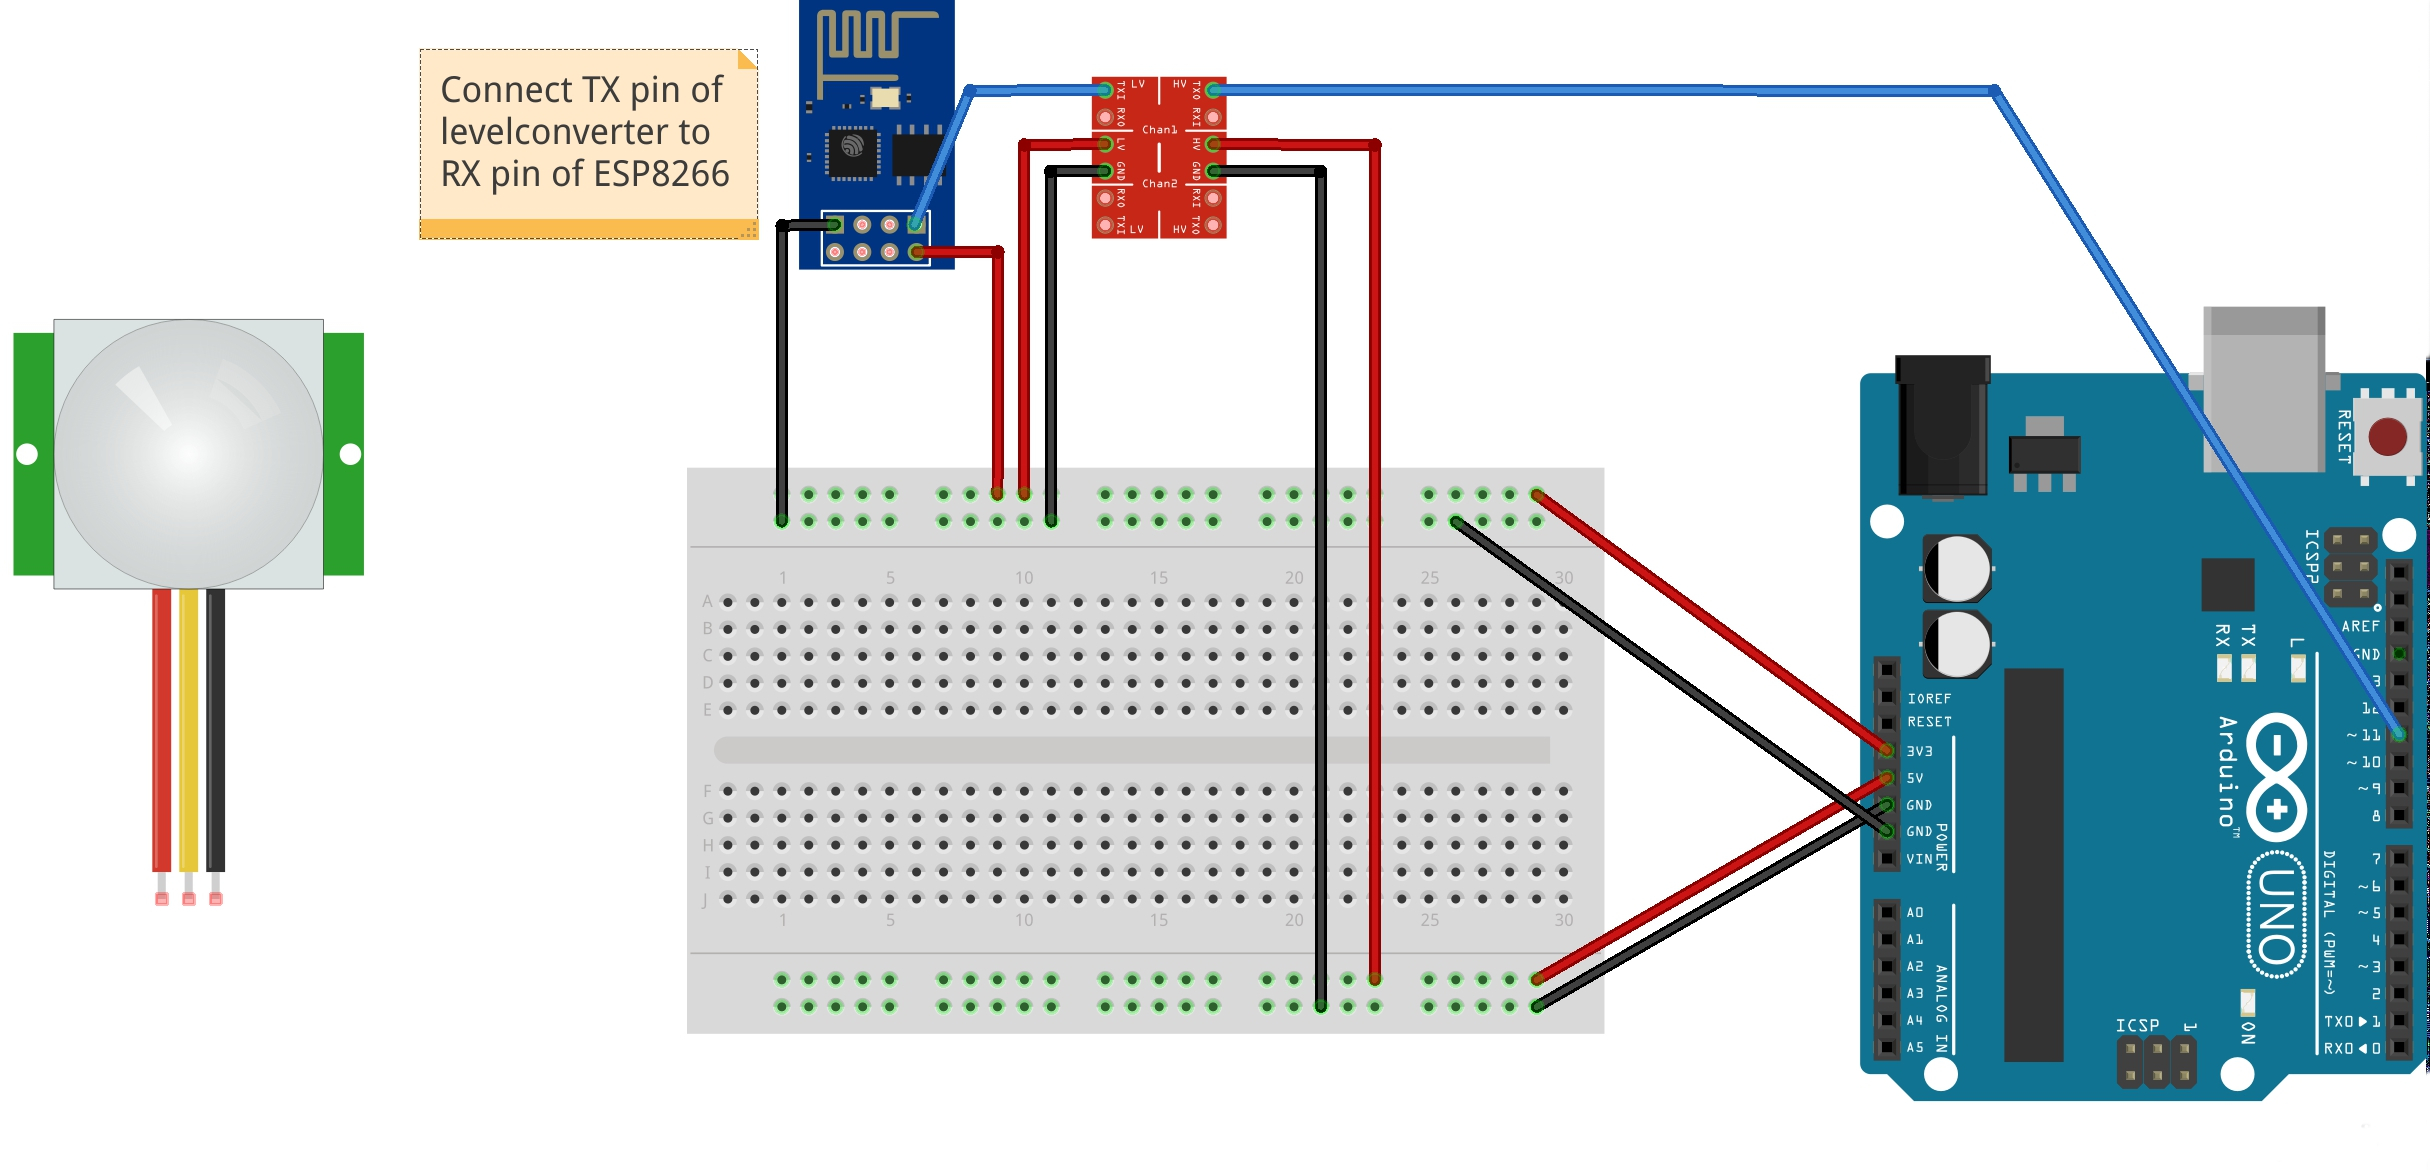 Connect TX pin of
levelconverter to
RX pin of ESP8266
TXI LV HV TXO
RXO RXI
Chan1
LV HV
GND GND
Chan2
RXO RXI
TXI LV HV TXO
1 5 10 15 20 25 30
A
B
C
D
E
F
G
H
I
J
1 5 10 15 20 25 30
RESET
ICSP2
AREF
GND
RX TX L
12
~11
~10
~9
8
IOREF
RESET
3V3
5V
GND
GND
VIN
POWER
Arduino™
UNO
DIGITAL (PWM=~)
7
~6
~5
4
~3
2
TX0▶1
RX0◀0
A0
A1
A2
A3
A4
A5
ANALOG IN
ICSP 1
ON